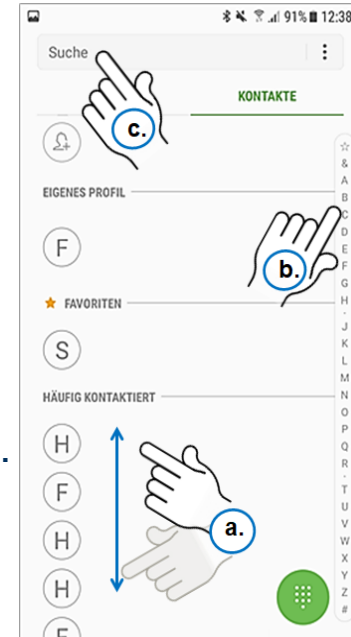 91% 12:38
Suche
KONTAKTE
c.
EIGENES PROFIL
F
b.
FAVORITEN
S
HÄUFIG KONTAKTIERT
H
F
H
H
F
a.
&
A
B
C
D
E
F
G
H
.
J
K
L
M
N
O
P
Q
R
.
T
U
V
W
X
Y
Z
#
.